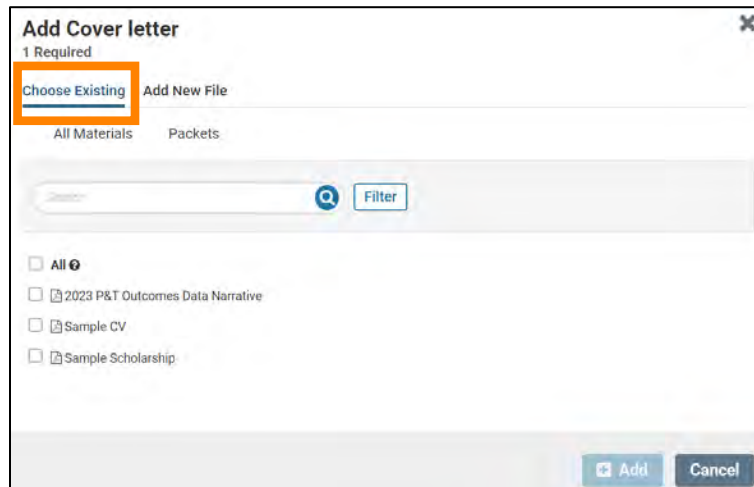 Add Cover letter
1 Required
Choose Existing Add New File
All Materials Packets
Search Filter
All
2023 P&T Outcomes Data Narrative
Sample CV
Sample Scholarship
Add Cancel